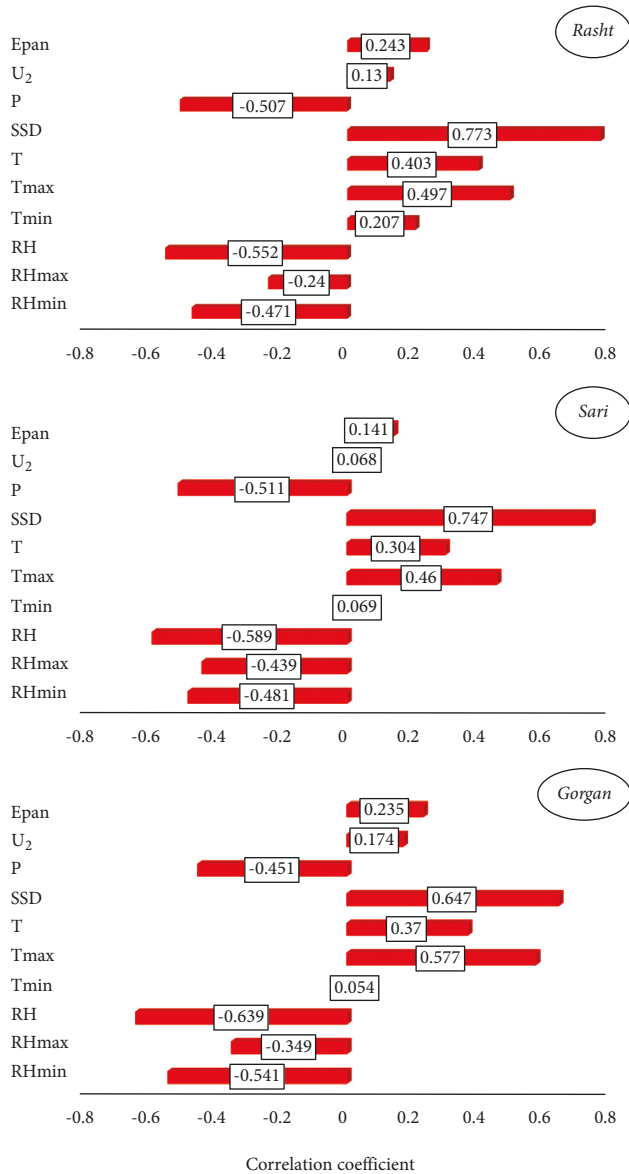 Rasht
Epan 0.243
U₂ 0.13
P -0.507
SSD 0.773
T 0.403
Tmax 0.497
Tmin 0.207
RH -0.552
RHmax -0.24
RHmin -0.471
-0.8 -0.6 -0.4 -0.2 0 0.2 0.4 0.6 0.8
Sari
Epan 0.141
U₂ 0.068
P -0.511
SSD 0.747
T 0.304
Tmax 0.46
Tmin 0.069
RH -0.589
RHmax -0.439
RHmin -0.481
-0.8 -0.6 -0.4 -0.2 0 0.2 0.4 0.6 0.8
Gorgan
Epan 0.235
U₂ 0.174
P -0.451
SSD 0.647
T 0.37
Tmax 0.577
Tmin 0.054
RH -0.639
RHmax -0.349
RHmin -0.541
-0.8 -0.6 -0.4 -0.2 0 0.2 0.4 0.6 0.8
Correlation coefficient